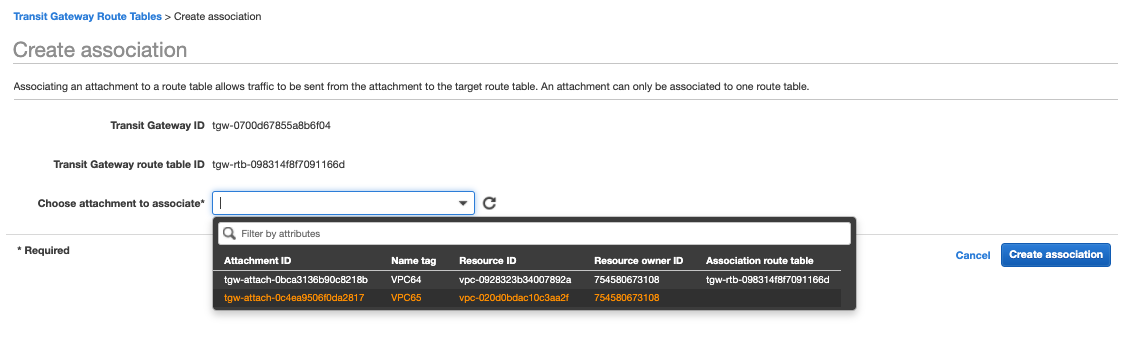 Transit Gateway Route Tables > Create association
Create association
Associating an attachment to a route table allows traffic to be sent from the attachment to the target route table. An attachment can only be associated to one route table.
Transit Gateway ID tgw-0700d67855a8b6f04
Transit Gateway route table ID tgw-rtb-098314f8f7091166d
Choose attachment to associate*
Filter by attributes
* Required
Cancel Create association
Attachment ID Name tag Resource ID Resource owner ID Association route table
tgw-attach-0bca3136b90c8218b VPC64 vpc-0928323b34007892a 754580673108 tgw-rtb-098314f8f7091166d
tgw-attach-0c4ea9506f0da2817 VPC65 vpc-020d0bdac10c3aa2f 754580673108